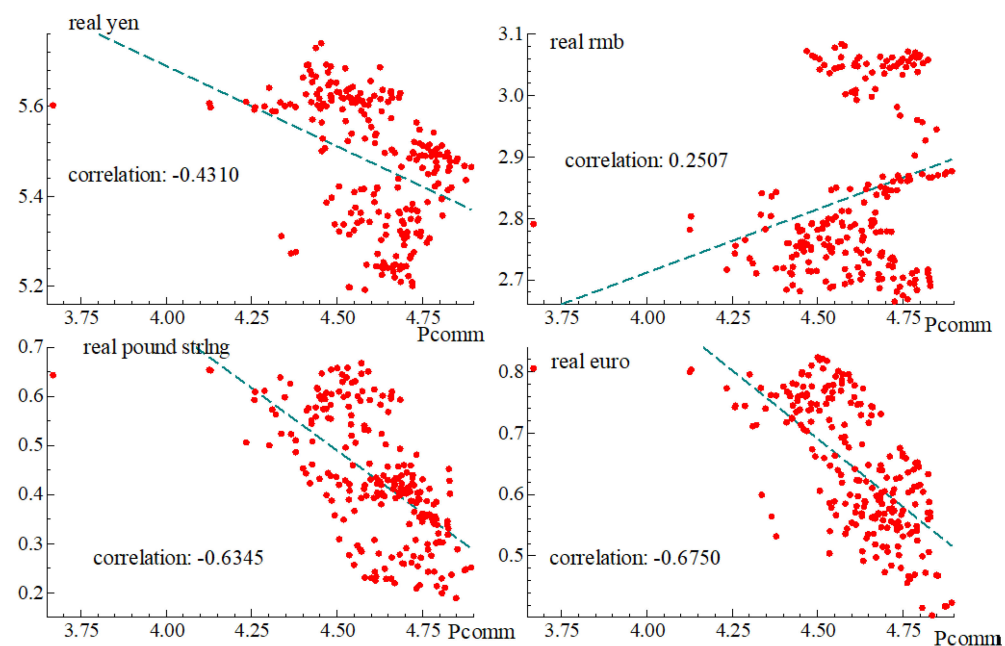 real yen
5.6
5.4
5.2
correlation: -0.4310
3.75 4.00 4.25 4.50 4.75
Pcomm
3.1
3.0
2.9
2.8
2.7
real rmb
correlation: 0.2507
3.75 4.00 4.25 4.50 4.75
Pcomm
0.7
0.6
0.5
0.4
0.3
0.2
real pound strlng
correlation: -0.6345
3.75 4.00 4.25 4.50 4.75
Pcomm
0.8
0.7
0.6
0.5
real euro
correlation: -0.6750
3.75 4.00 4.25 4.50 4.75
Pcomm